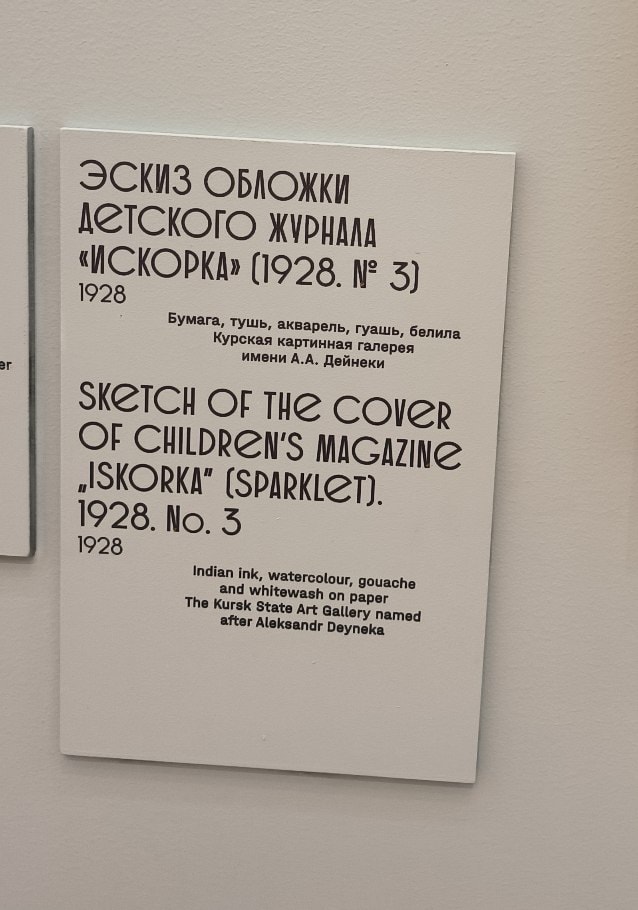 ЭСКИЗ ОБЛОЖКИ
ДЕТСКОГО ЖУРНАЛА
«ИСКОРКА» (1928. № 3)
1928
Бумага, тушь, акварель, гуашь, белила
Курская картинная галерея
имени А.А. Дейнеки
SKETCH OF THE COVER
OF CHILDREN'S MAGAZINE
„ISKORKA” (SPARKLET).
1928. No. 3
1928
Indian ink, watercolour, gouache
and whitewash on paper
The Kursk State Art Gallery named
after Aleksandr Deyneka